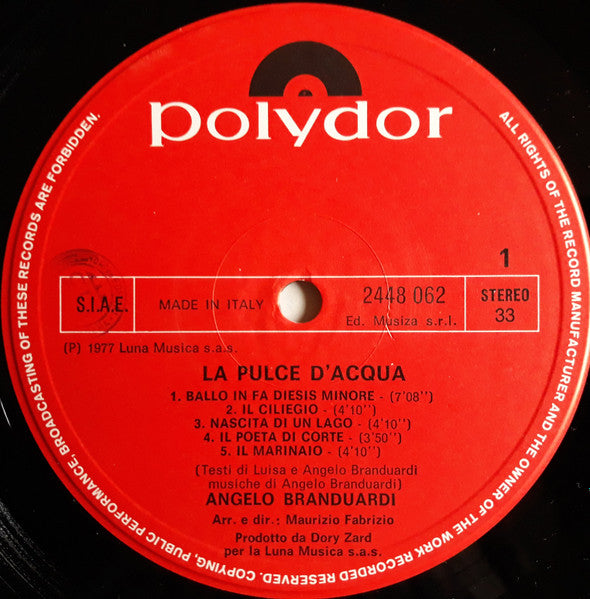 polydor
1
S.I.A.E.
MADE IN ITALY
2448 062
Ed. Musiza s.r.l.
STEREO
33
(P) 1977 Luna Musica s.a.s.
LA PULCE D'ACQUA
1. BALLO IN FA DIESIS MINORE - (7'08'')
2. IL CILIEGIO - (4'10'')
3. NASCITA DI UN LAGO - (4'10'')
4. IL POETA DI CORTE - (3'50'')
5. IL MARINAIO - (4'10'')
(Testi di Luisa e Angelo Branduardi
musiche di Angelo Branduardi)
ANGELO BRANDUARDI
Arr. e dir.: Maurizio Fabrizio
Prodotto da Dory Zard
per la Luna Musica s.a.s.
ALL RIGHTS OF THE RECORD MANUFACTURER AND THE OWNER OF THE WORK RECORDED RESERVED. COPYING, PUBLIC PERFORMANCE, BROADCASTING OF THESE RECORDS ARE FORBIDDEN.